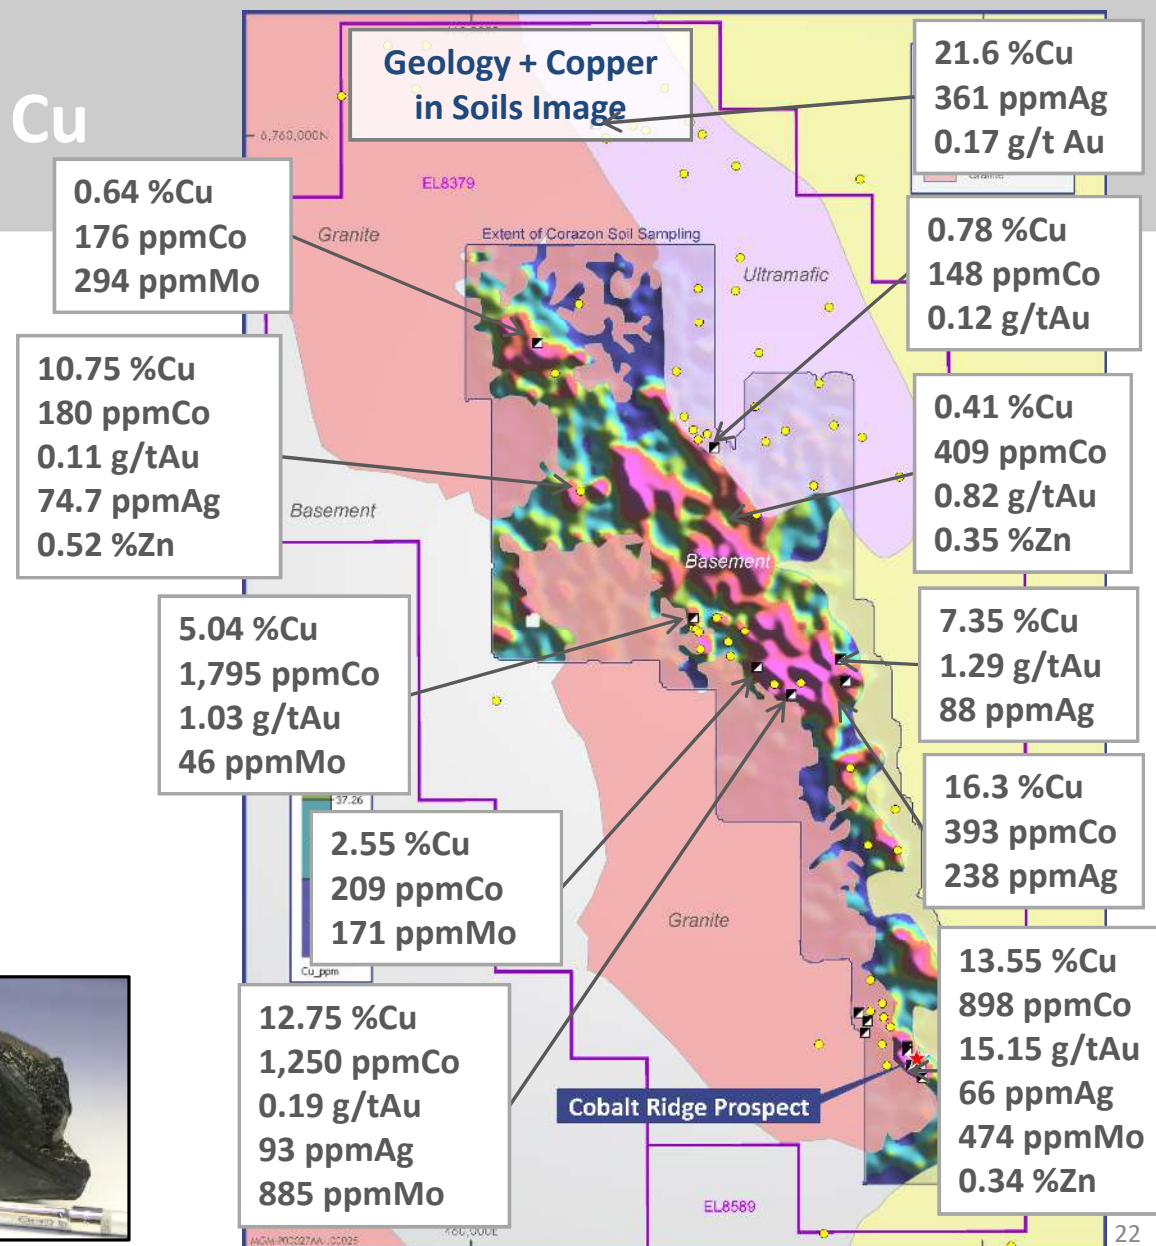 Cu
Geology + Copper
in Soils Image
6,760,000N
EL8379
21.6 %Cu
361 ppmAg
0.17 g/t Au
Granite
0.64 %Cu
176 ppmCo
294 ppmMo
Granite
Extent of Corazon Soil Sampling
Ultramafic
0.78 %Cu
148 ppmCo
0.12 g/tAu
10.75 %Cu
180 ppmCo
0.11 g/tAu
74.7 ppmAg
0.52 %Zn
Basement
0.41 %Cu
409 ppmCo
0.82 g/tAu
0.35 %Zn
Basement
5.04 %Cu
1,795 ppmCo
1.03 g/tAu
46 ppmMo
7.35 %Cu
1.29 g/tAu
88 ppmAg
37.26
2.55 %Cu
209 ppmCo
171 ppmMo
Cu_ppm
16.3 %Cu
393 ppmCo
238 ppmAg
Granite
12.75 %Cu
1,250 ppmCo
0.19 g/tAu
93 ppmAg
885 ppmMo
13.55 %Cu
898 ppmCo
15.15 g/tAu
66 ppmAg
474 ppmMo
0.34 %Zn
Cobalt Ridge Prospect
EL8589
22